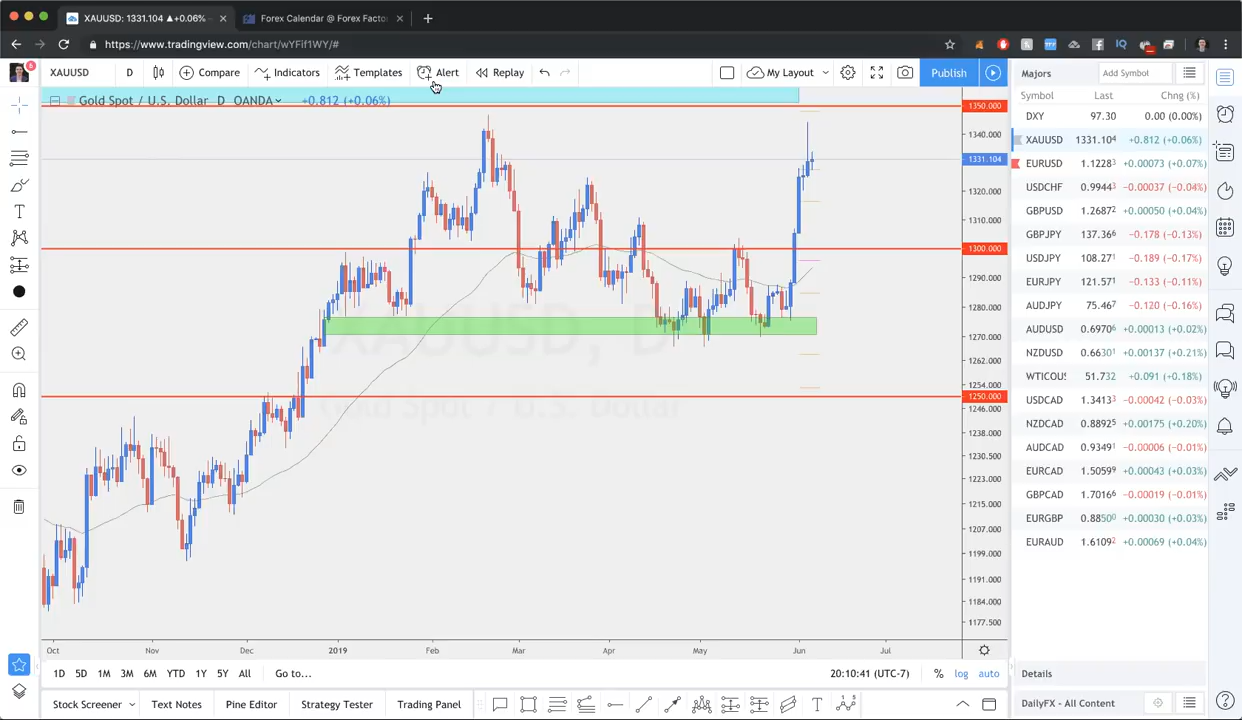 XAUUSD: 1331.104 ▲+0.06%
Forex Calendar @ Forex Facto
https://www.tradingview.com/chart/wYFif1WY/#
XAUUSD D Compare Indicators Templates Alert Replay My Layout Publish
Gold Spot / U.S. Dollar D OANDA +0.812 (+0.06%)
XAUUSD, D
Gold Spot / U.S. Dollar
1350.000
1340.000
1331.104
1320.000
1310.000
1300.000
1290.000
1280.000
1270.000
1262.000
1254.000
1250.000
1246.000
1238.000
1230.500
1223.000
1215.000
1207.000
1199.000
1191.000
1184.000
1177.500
Oct Nov Dec 2019 Feb Mar Apr May Jun Jul
1D 5D 1M 3M 6M YTD 1Y 5Y All Go to... 20:10:41 (UTC-7) % log auto
Stock Screener Text Notes Pine Editor Strategy Tester Trading Panel
Majors Add Symbol
Symbol Last Chng (%)
DXY 97.30 0.00 (0.00%)
XAUUSD 1331.104 +0.812 (+0.06%)
EURUSD 1.12283 +0.00073 (+0.07%)
USDCHF 0.99443 -0.00037 (-0.04%)
GBPUSD 1.26872 +0.00050 (+0.04%)
GBPJPY 137.366 -0.178 (-0.13%)
USDJPY 108.271 -0.189 (-0.17%)
EURJPY 121.571 -0.133 (-0.11%)
AUDJPY 75.467 -0.120 (-0.16%)
AUDUSD 0.69706 +0.00013 (+0.02%)
NZDUSD 0.66301 +0.00137 (+0.21%)
WTICOUS 51.732 +0.091 (+0.18%)
USDCAD 1.34133 -0.00042 (-0.03%)
NZDCAD 0.88925 +0.00175 (+0.20%)
AUDCAD 0.93491 -0.00006 (-0.01%)
EURCAD 1.50599 +0.00043 (+0.03%)
GBPCAD 1.70166 -0.00019 (-0.01%)
EURGBP 0.88500 +0.00030 (+0.03%)
EURAUD 1.61092 +0.00069 (+0.04%)
Details
DailyFX - All Content